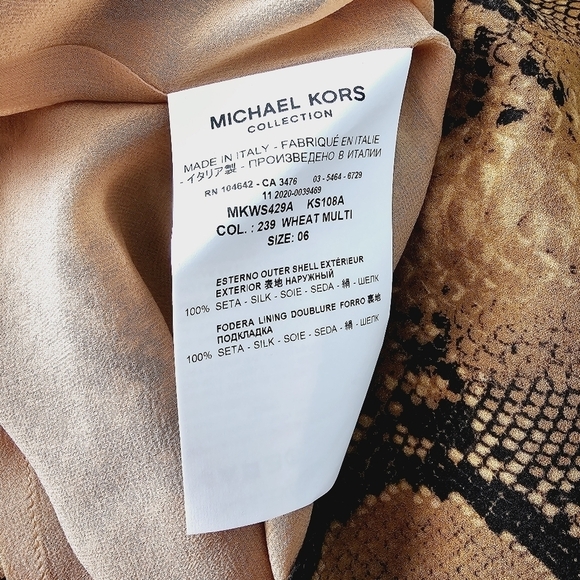 MICHAEL KORS
COLLECTION
MADE IN ITALY - FABRIQUÉ EN ITALIE
- イタリア製 - ПРОИЗВЕДЕНО В ИТАЛИИ
RN 104642 - CA 3476 03 - 5464 - 6729
11 2020-0039469
MKWS429A KS108A
COL. : 239 WHEAT MULTI
SIZE: 06
ESTERNO OUTER SHELL EXTÉRIEUR
EXTERIOR 表地 НАРУЖНЫЙ
100% SETA - SILK - SOIE - SEDA - 絹 - ШЕЛК
FODERA LINING DOUBLURE FORRO 裏地
ПОДКЛАДКА
100% SETA - SILK - SOIE - SEDA - 絹 - ШЕЛК